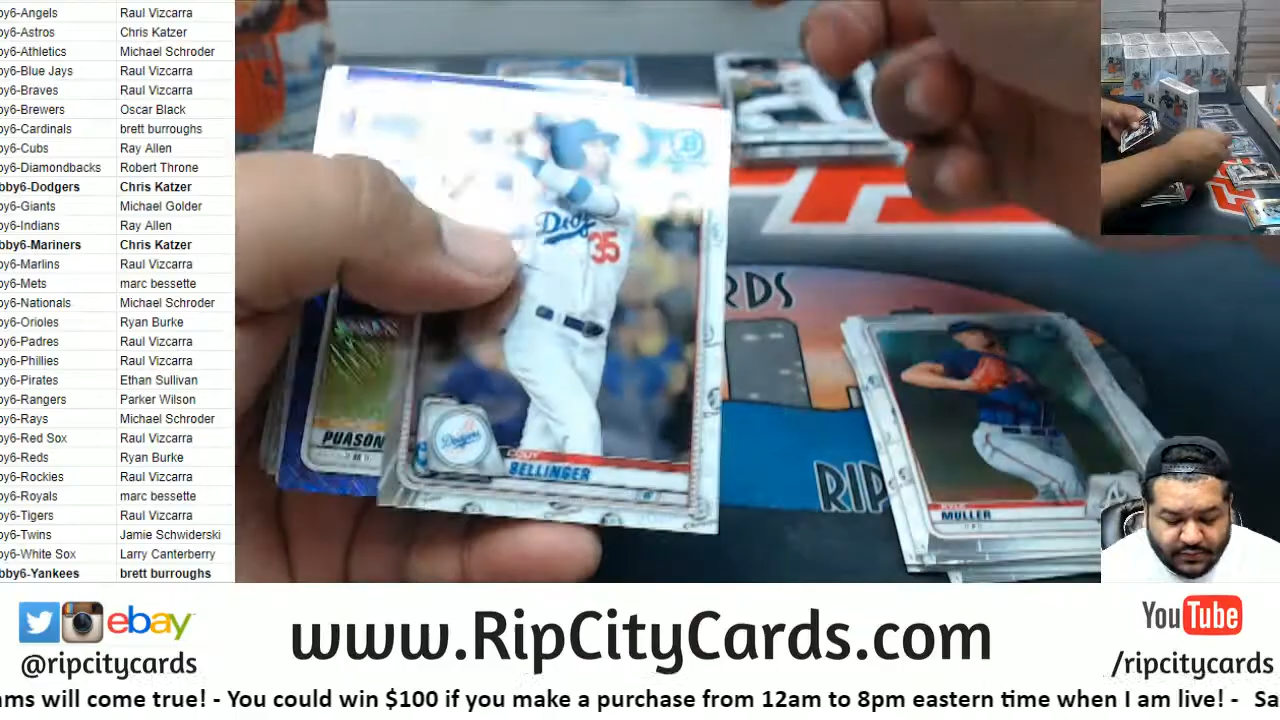 by6-Angels Raul Vizcarra
by6-Astros Chris Katzer
by6-Athletics Michael Schroder
by6-Blue Jays Raul Vizcarra
by6-Braves Raul Vizcarra
by6-Brewers Oscar Black
by6-Cardinals brett burroughs
by6-Cubs Ray Allen
by6-Diamondbacks Robert Throne
bby6-Dodgers Chris Katzer
by6-Giants Michael Golder
by6-Indians Ray Allen
bby6-Mariners Chris Katzer
by6-Marlins Raul Vizcarra
by6-Mets marc bessette
by6-Nationals Michael Schroder
by6-Orioles Ryan Burke
by6-Padres Raul Vizcarra
by6-Phillies Raul Vizcarra
by6-Pirates Ethan Sullivan
by6-Rangers Parker Wilson
by6-Rays Michael Schroder
by6-Red Sox Raul Vizcarra
by6-Reds Ryan Burke
by6-Rockies Raul Vizcarra
by6-Royals marc bessette
by6-Tigers Raul Vizcarra
by6-Twins Jamie Schwiderski
by6-White Sox Larry Canterberry
bby6-Yankees brett burroughs
B
Dodg
35
Dodgers
CODY
BELLINGER
PUASON
RDS
RIP
KYLE
MULLER
ebay
@ripcitycards
www.RipCityCards.com
YouTube
/ripcitycards
ams will come true! - You could win $100 if you make a purchase from 12am to 8pm eastern time when I am live! - Sa